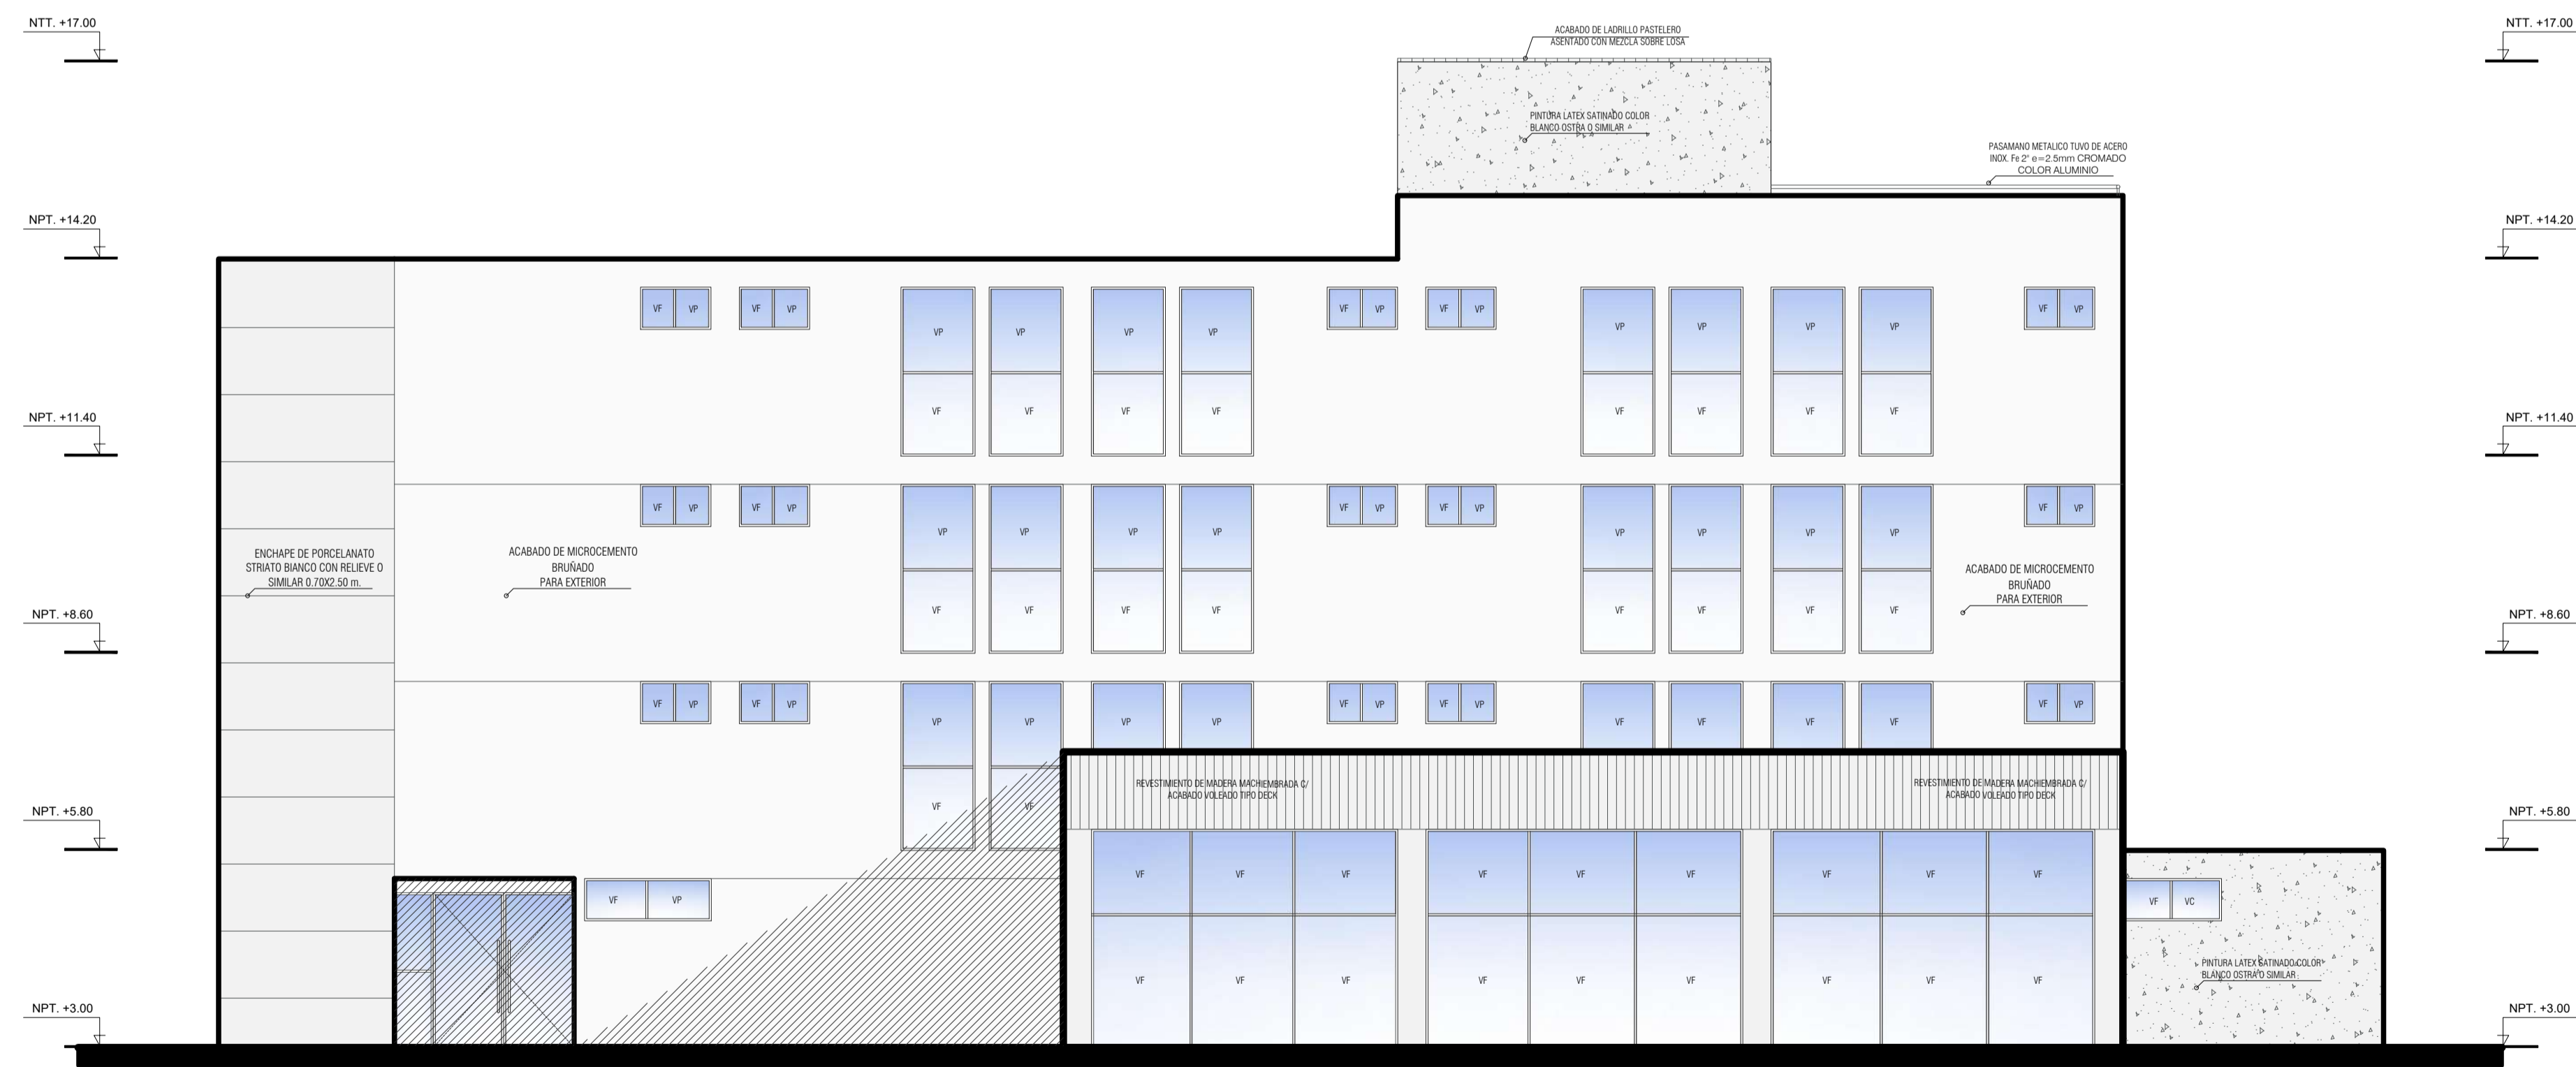 NTT. +17.00
NTT. +17.00
ACABADO DE LADRILLO PASTELERO
ASENTADO CON MEZCLA SOBRE LOSA
PINTURA LATEX SATINADO COLOR
BLANCO OSTRA O SIMILAR
PASAMANO METALICO TUVO DE ACERO
INOX. Fe 2" e=2.5mm CROMADO
COLOR ALUMINIO
NPT. +14.20
NPT. +14.20
VF VP VF VP VP VP VP VP VF VP VF VP VP VP VP VP VF VP
NPT. +11.40
VF VF VF VF VF VF VF VF
NPT. +11.40
VF VP VF VP VP VP VP VP VF VP VF VP VP VP VP VP VF VP
ENCHAPE DE PORCELANATO
STRIATO BIANCO CON RELIEVE O
SIMILAR 0.70X2.50 m.
ACABADO DE MICROCEMENTO
BRUÑADO
PARA EXTERIOR
ACABADO DE MICROCEMENTO
BRUÑADO
PARA EXTERIOR
VF VF VF VF VF VF VF VF
NPT. +8.60
NPT. +8.60
VF VP VF VP VP VP VP VP VF VP VF VP VF VF VF VF VF VP
REVESTIMIENTO DE MADERA MACHIEMBRADA C/
ACABADO VOLEADO TIPO DECK
REVESTIMIENTO DE MADERA MACHIEMBRADA C/
ACABADO VOLEADO TIPO DECK
NPT. +5.80
VF VF
NPT. +5.80
VF VF VF VF VF VF VF VF VF
VF VP
VF VC
PINTURA LATEX SATINADO COLOR
BLANCO OSTRA O SIMILAR
VF VF VF VF VF VF VF VF VF
NPT. +3.00
NPT. +3.00